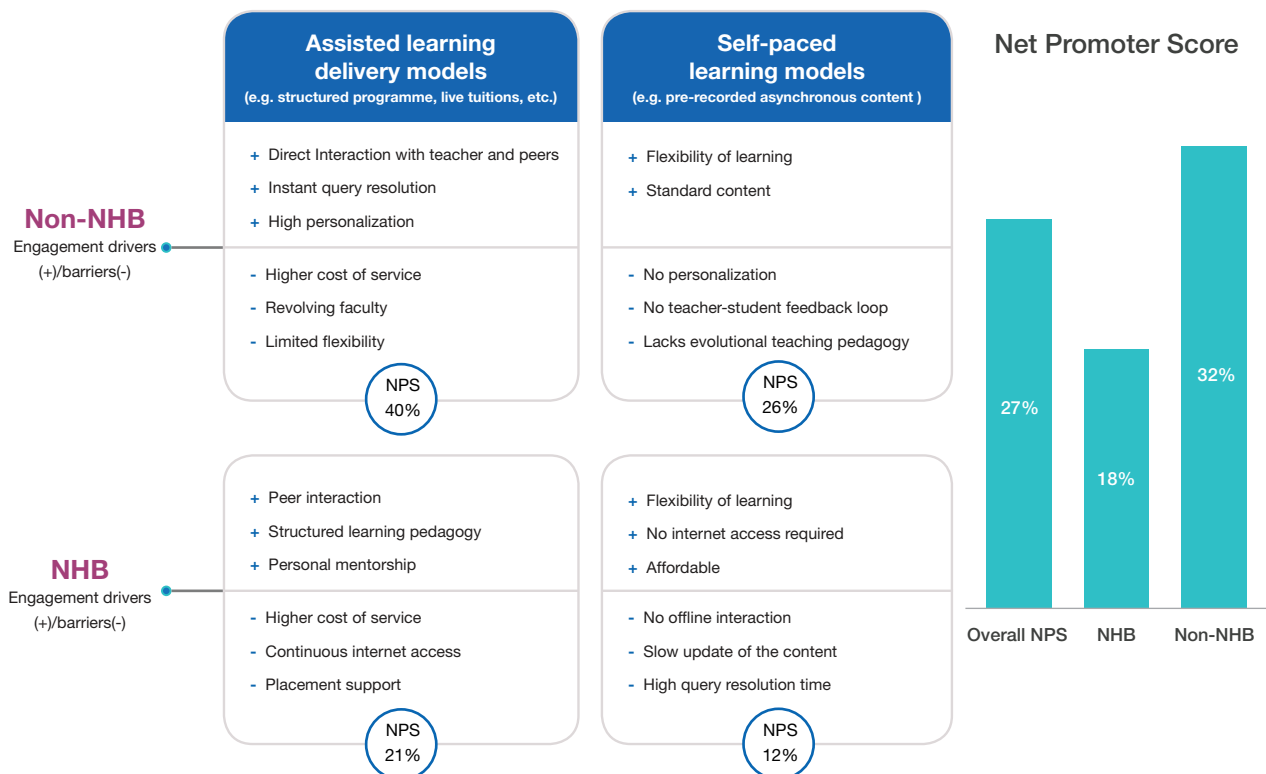 Assisted learning
delivery models
(e.g. structured programme, live tuitions, etc.)
Self-paced
learning models
(e.g. pre-recorded asynchronous content )
Net Promoter Score
Non-NHB
Engagement drivers
(+)/barriers(-)
+ Direct Interaction with teacher and peers
+ Instant query resolution
+ High personalization
- Higher cost of service
- Revolving faculty
- Limited flexibility
NPS
40%
+ Flexibility of learning
+ Standard content
- No personalization
- No teacher-student feedback loop
- Lacks evolutional teaching pedagogy
NPS
26%
NHB
Engagement drivers
(+)/barriers(-)
+ Peer interaction
+ Structured learning pedagogy
+ Personal mentorship
- Higher cost of service
- Continuous internet access
- Placement support
NPS
21%
+ Flexibility of learning
+ No internet access required
+ Affordable
- No offline interaction
- Slow update of the content
- High query resolution time
NPS
12%
27%
18%
32%
Overall NPS
NHB
Non-NHB